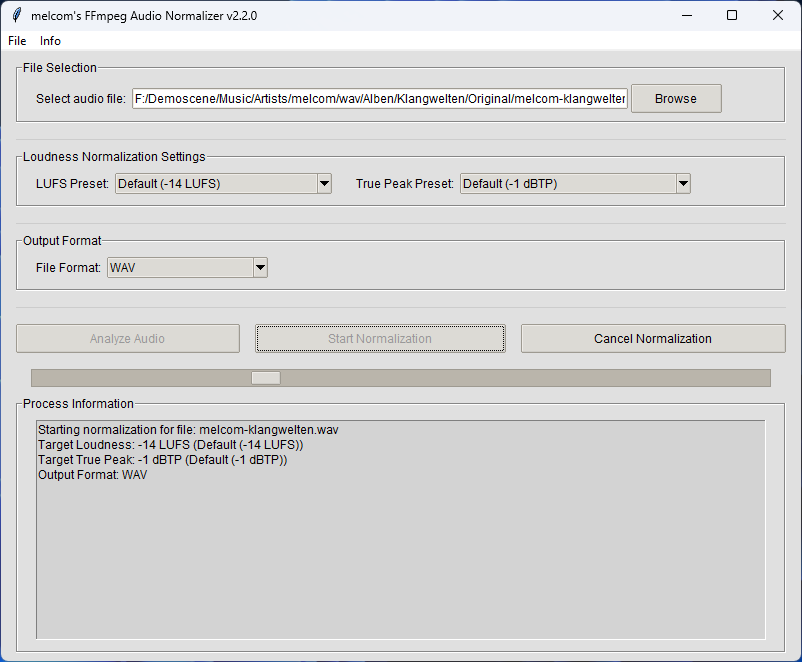 melcom's FFmpeg Audio Normalizer v2.2.0
File Info
File Selection
Select audio file: F:/Demoscene/Music/Artists/melcom/wav/Alben/Klangwelten/Original/melcom-klangwelten Browse
Loudness Normalization Settings
LUFS Preset: Default (-14 LUFS) True Peak Preset: Default (-1 dBTP)
Output Format
File Format: WAV
Analyze Audio Start Normalization Cancel Normalization
Process Information
Starting normalization for file: melcom-klangwelten.wav
Target Loudness: -14 LUFS (Default (-14 LUFS))
Target True Peak: -1 dBTP (Default (-1 dBTP))
Output Format: WAV